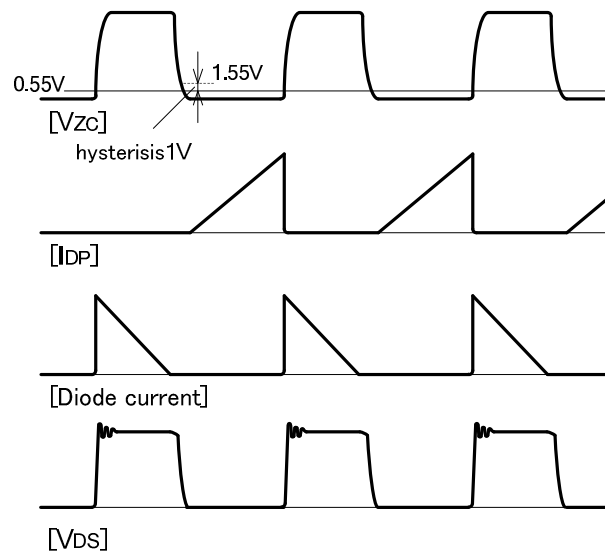 1.55V
0.55V
[VZC]
hysterisis1V
[IDP]
[Diode current]
[VDS]